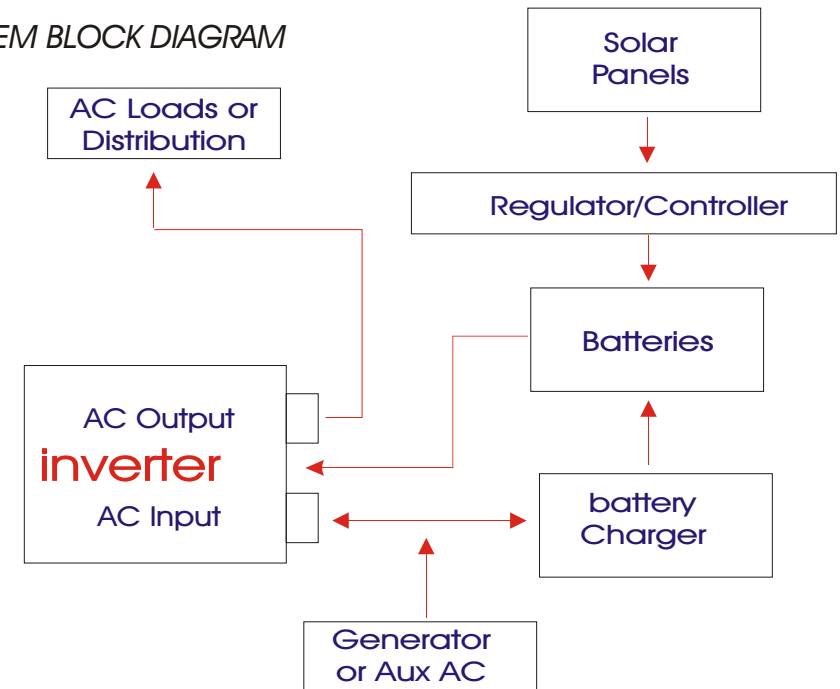 EM BLOCK DIAGRAM
Solar
Panels
AC Loads or
Distribution
Regulator/Controller
Batteries
AC Output
inverter
AC Input
battery
Charger
Generator
or Aux AC